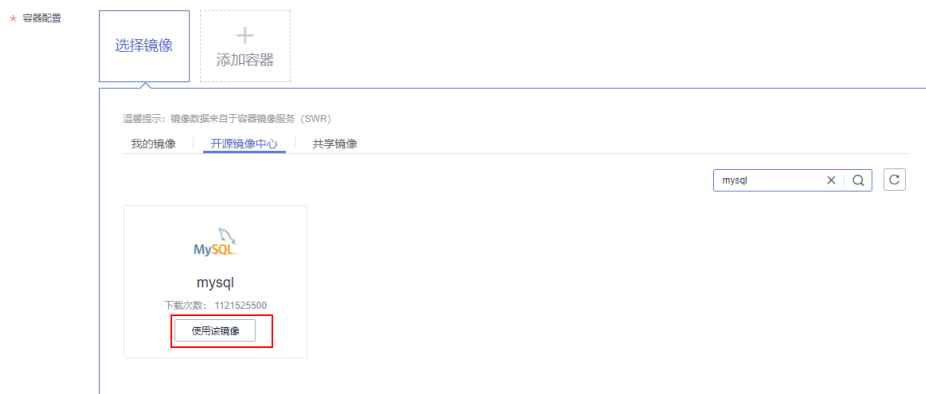 * 容器配置
选择镜像
添加容器
温馨提示：镜像数据来自于容器镜像服务（SWR）
我的镜像 开源镜像中心 共享镜像
mysql
MySQL
mysql
下载次数： 1121525500
使用该镜像